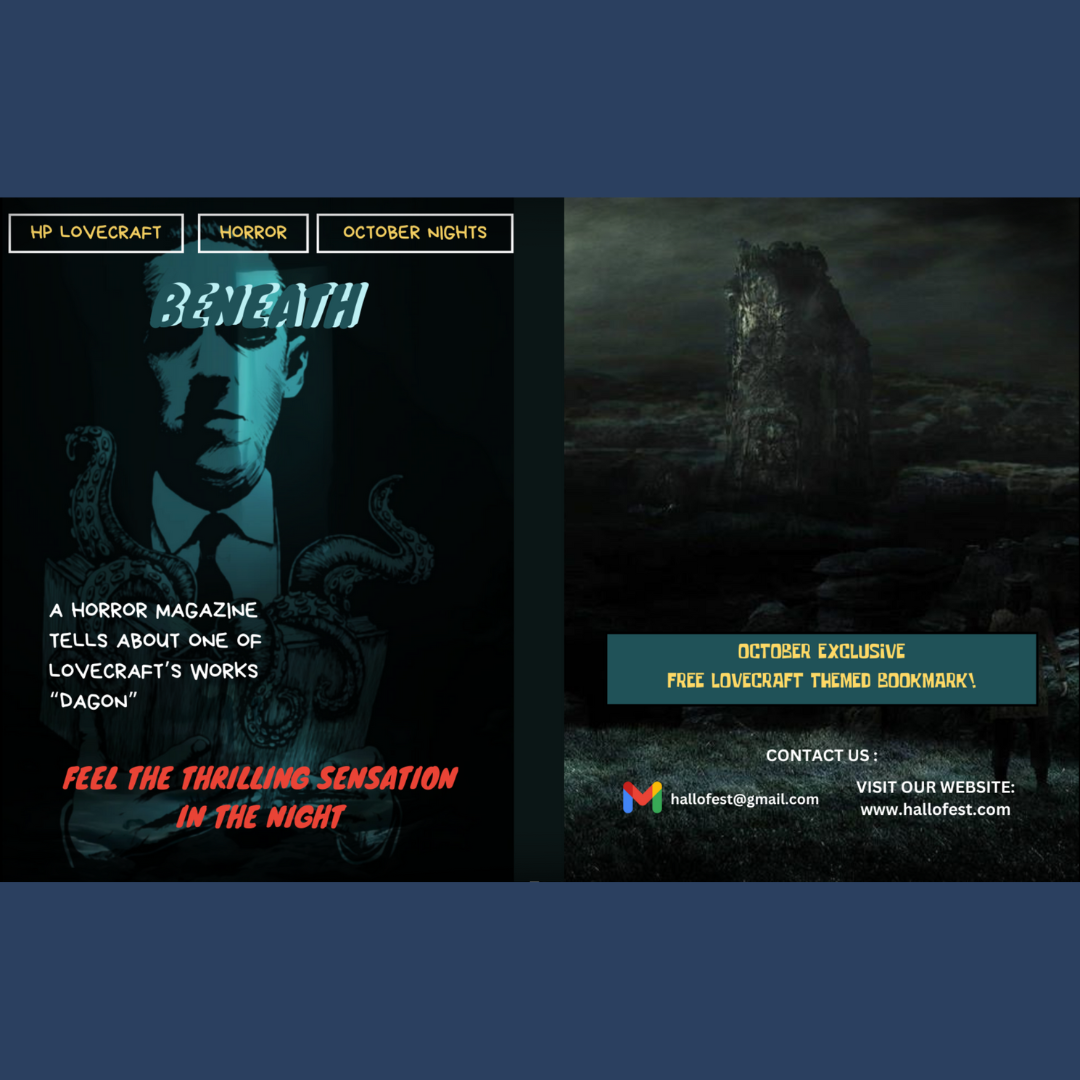 HP LOVECRAFT
HORROR
OCTOBER NIGHTS
BENEATH
A HORROR MAGAZINE
TELLS ABOUT ONE OF
LOVECRAFT'S WORKS
“DAGON”
FEEL THE THRILLING SENSATION
IN THE NIGHT
OCTOBER EXCLUSIVE
FREE LOVECRAFT THEMED BOOKMARK!
CONTACT US :
hallofest@gmail.com
VISIT OUR WEBSITE:
www.hallofest.com